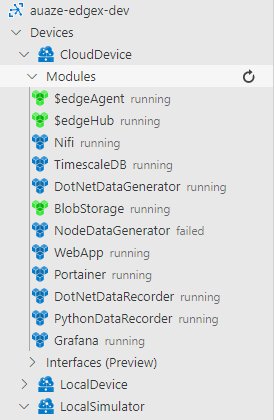 auaze-edgex-dev
Devices
CloudDevice
Modules
$edgeAgent running
$edgeHub running
Nifi running
TimescaleDB running
DotNetDataGenerator running
BlobStorage running
NodeDataGenerator failed
WebApp running
Portainer running
DotNetDataRecorder running
PythonDataRecorder running
Grafana running
Interfaces (Preview)
LocalDevice
LocalSimulator